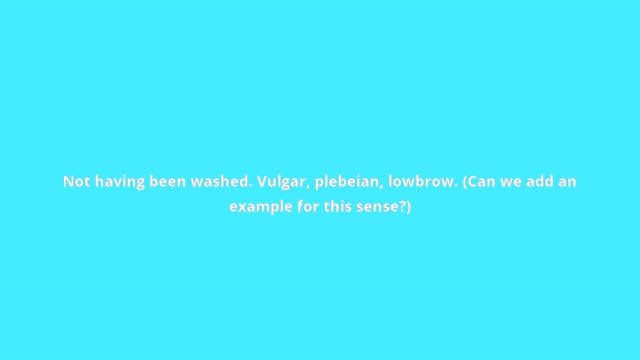 Not having been washed. Vulgar, plebeian, lowbrow. (Can we add an
example for this sense?)